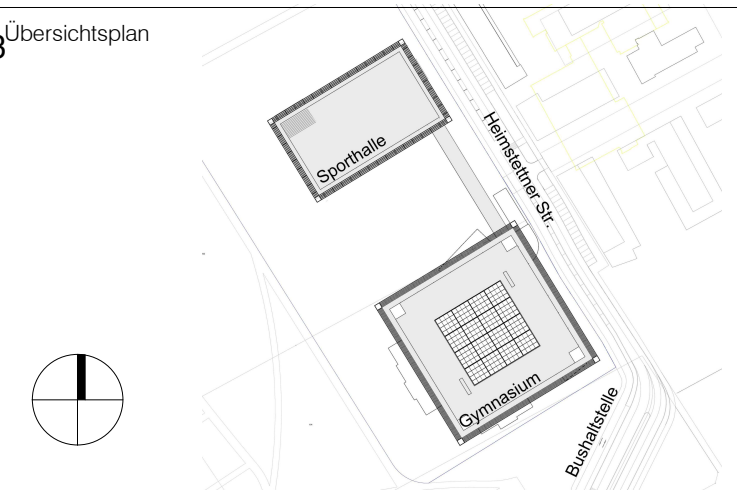 Übersichtsplan
Sporthalle
Heimstettner Str.
Gymnasium
Bushaltstelle